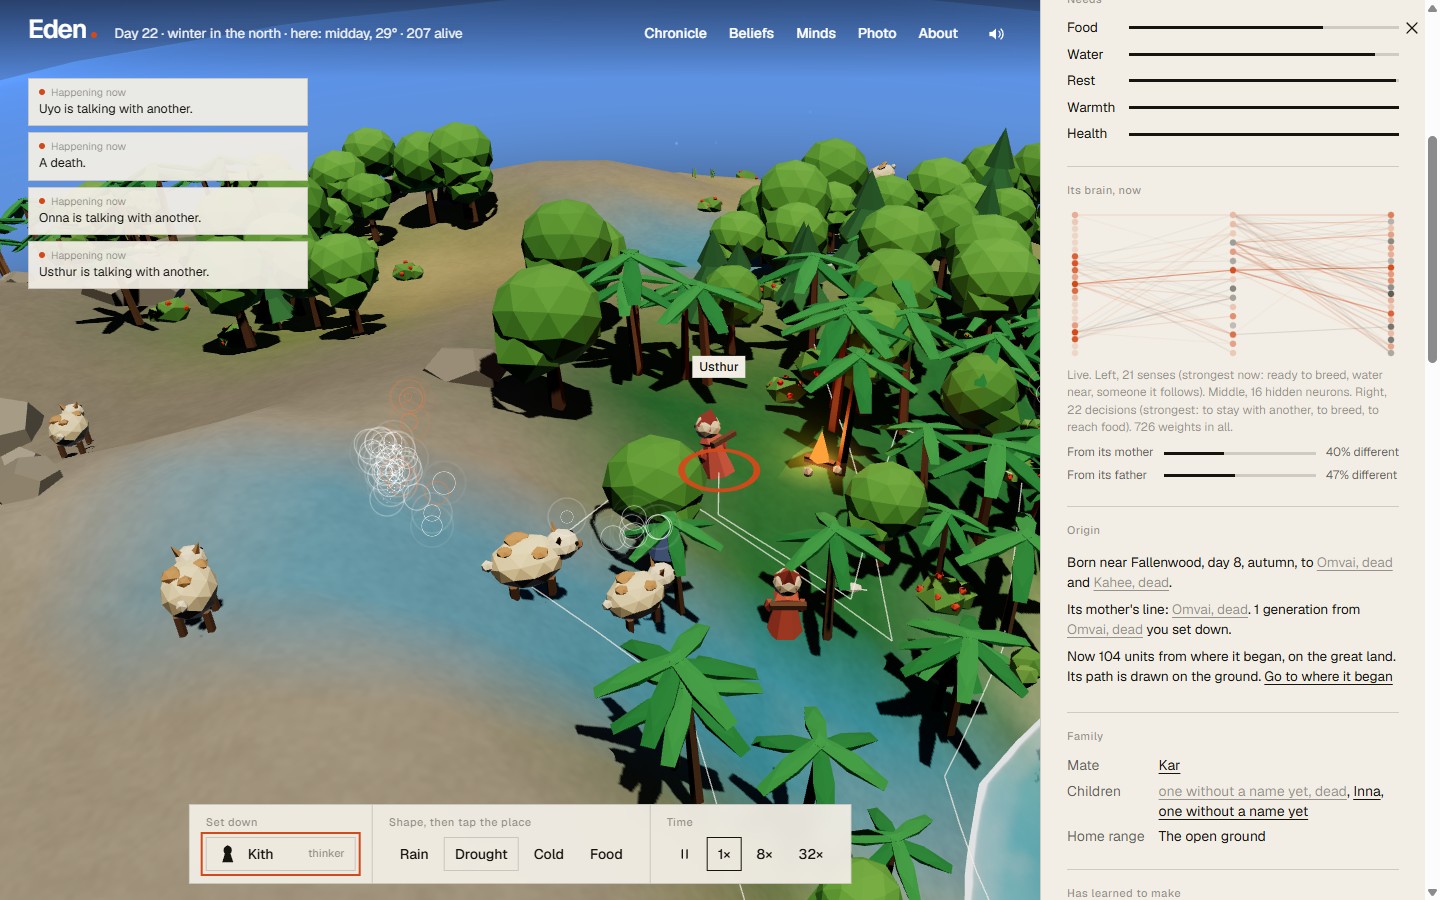 Eden.
Day 22 · winter in the north · here: midday, 29° · 207 alive
Chronicle Beliefs Minds Photo About
Happening now
Uyo is talking with another.
Happening now
A death.
Happening now
Onna is talking with another.
Happening now
Usthur is talking with another.
Usthur
Set down
Kith thinker
Shape, then tap the place
Rain Drought Cold Food
Time
1× 8× 32×
Needs
Food
Water
Rest
Warmth
Health
Its brain, now
Live. Left, 21 senses (strongest now: ready to breed, water
near, someone it follows). Middle, 16 hidden neurons. Right,
22 decisions (strongest: to stay with another, to breed, to
reach food). 726 weights in all.
From its mother 40% different
From its father 47% different
Origin
Born near Fallenwood, day 8, autumn, to Omvai, dead
and Kahee, dead.
Its mother's line: Omvai, dead. 1 generation from
Omvai, dead you set down.
Now 104 units from where it began, on the great land.
Its path is drawn on the ground. Go to where it began
Family
Mate Kar
Children one without a name yet, dead, Inna,
one without a name yet
Home range The open ground
Has learned to make